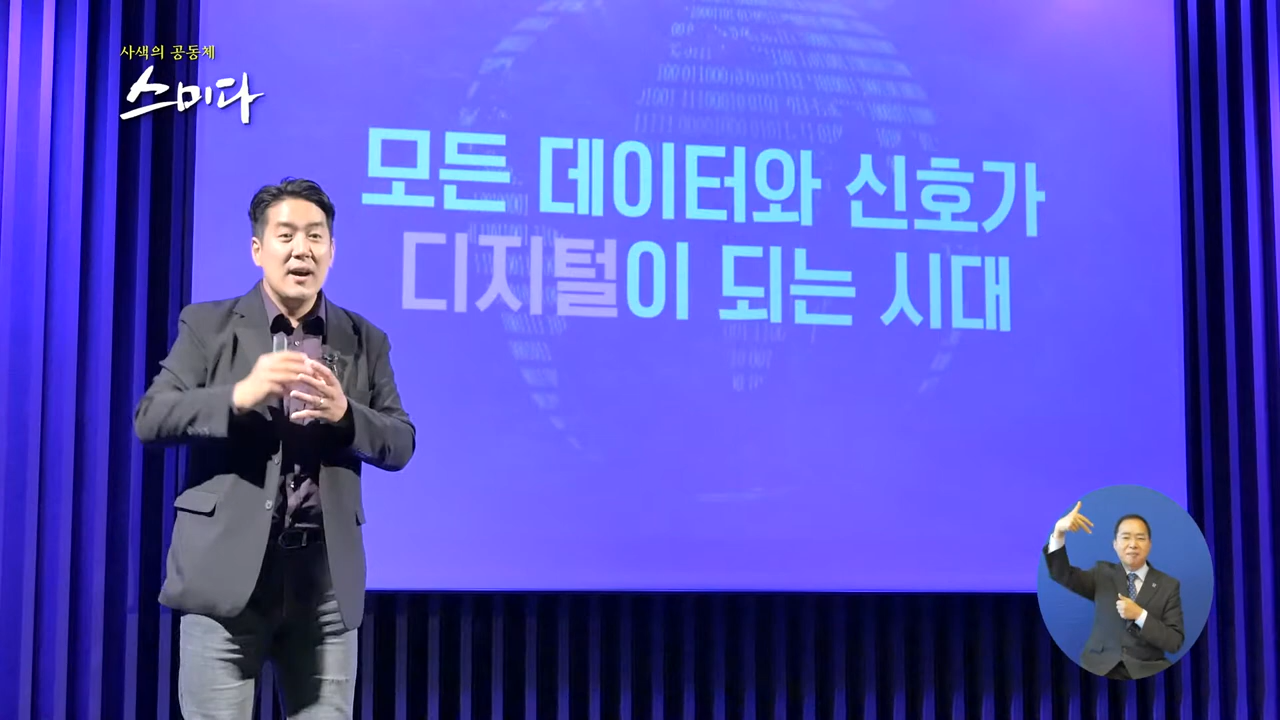 사색의 공동체
스미다
모든 데이터와 신호가
디지털이 되는 시대